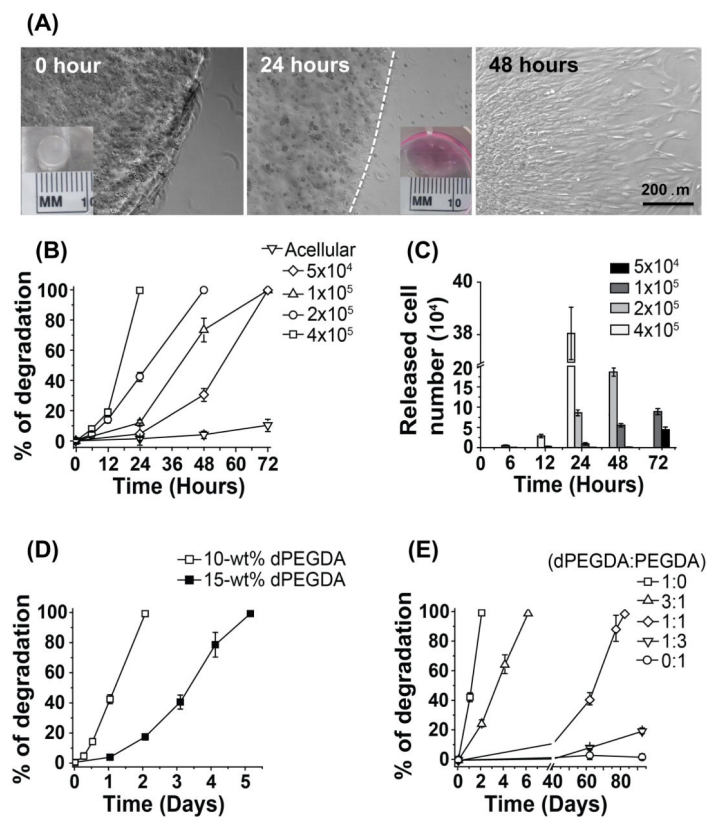 (A)
0 hour
24 hours
48 hours
MM 10
MM 10
200 .m
(B)
Acellular
5x10⁴
1x10⁵
2x10⁵
4x10⁵
% of degradation
100
80
60
40
20
0
0 12 24 36 48 60 72
Time (Hours)
(C)
5x10⁴
1x10⁵
2x10⁵
4x10⁵
Released cell
number (10⁴)
40
38
20
15
10
5
0
0 6 12 24 48 72
Time (Hours)
(D)
10-wt% dPEGDA
15-wt% dPEGDA
% of degradation
100
80
60
40
20
0
0 1 2 3 4 5
Time (Days)
(E)
(dPEGDA:PEGDA)
1:0
3:1
1:1
1:3
0:1
% of degradation
100
80
60
40
20
0
0 2 4 6 40 60 80
Time (Days)